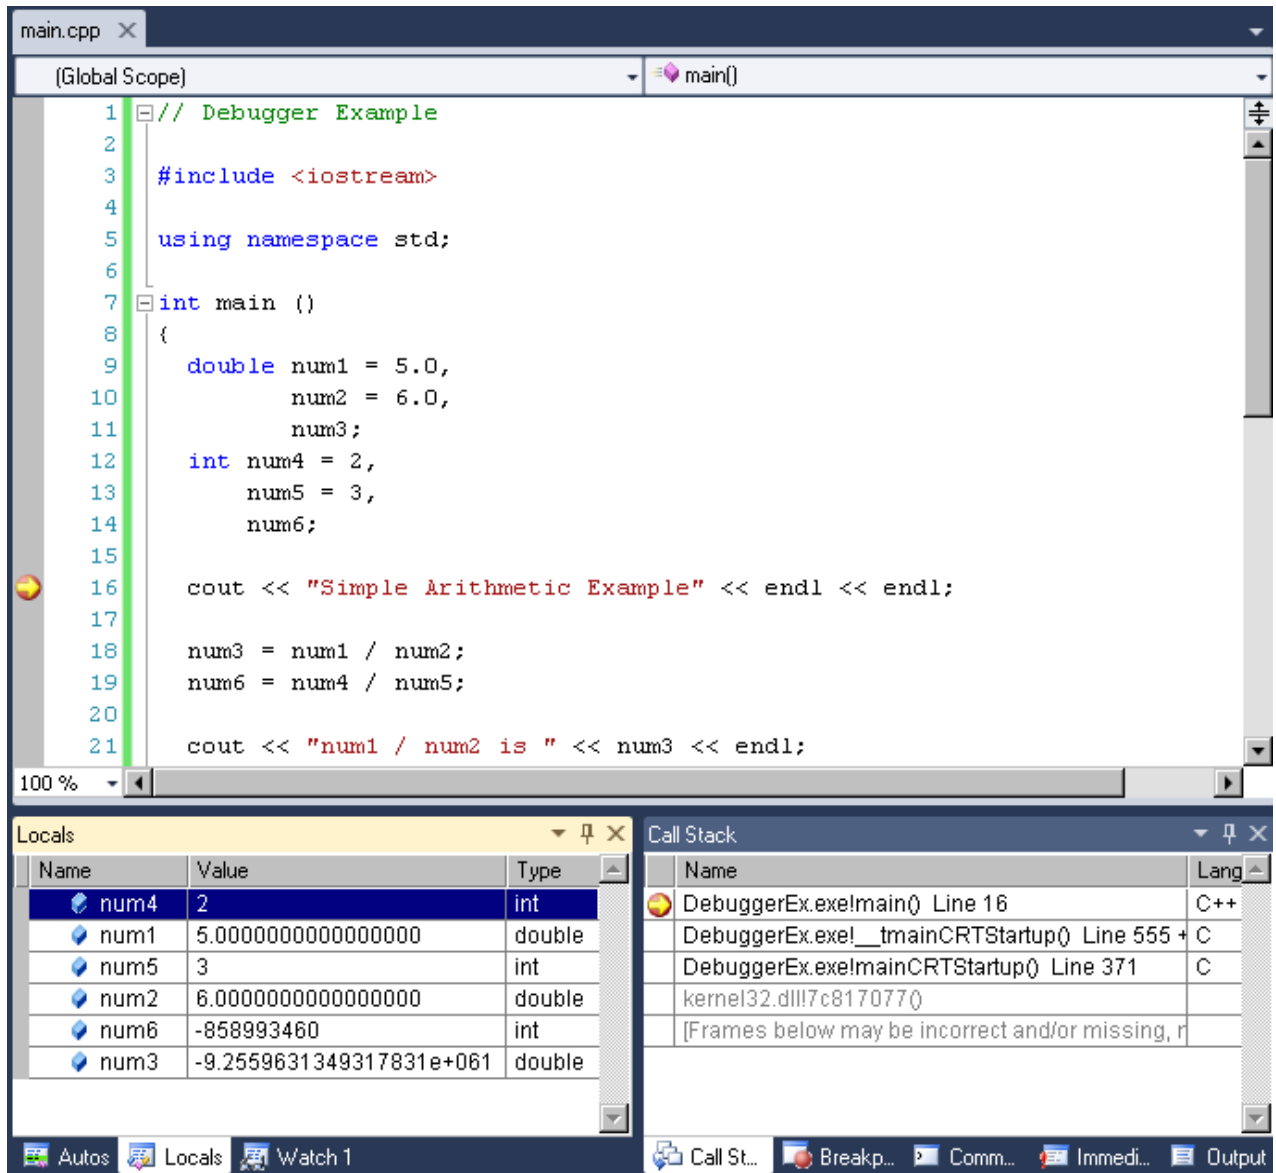 main.cpp
(Global Scope) main()
1 // Debugger Example
2
3 #include <iostream>
4
5 using namespace std;
6
7 int main ()
8 {
9 double num1 = 5.0,
10 num2 = 6.0,
11 num3;
12 int num4 = 2,
13 num5 = 3,
14 num6;
15
16 cout << "Simple Arithmetic Example" << endl << endl;
17
18 num3 = num1 / num2;
19 num6 = num4 / num5;
20
21 cout << "num1 / num2 is " << num3 << endl;
100 %
Locals
Name Value Type
num4 2 int
num1 5.0000000000000000 double
num5 3 int
num2 6.0000000000000000 double
num6 -858993460 int
num3 -9.2559631349317831e+061 double
Autos Locals Watch 1
Call Stack
Name Lang
DebuggerEx.exe!main() Line 16 C++
DebuggerEx.exe!__tmainCRTStartup() Line 555 + C
DebuggerEx.exe!mainCRTStartup() Line 371 C
kernel32.dll!7c817077()
[Frames below may be incorrect and/or missing, n
Call St... Breakp... Comm... Immedi... Output